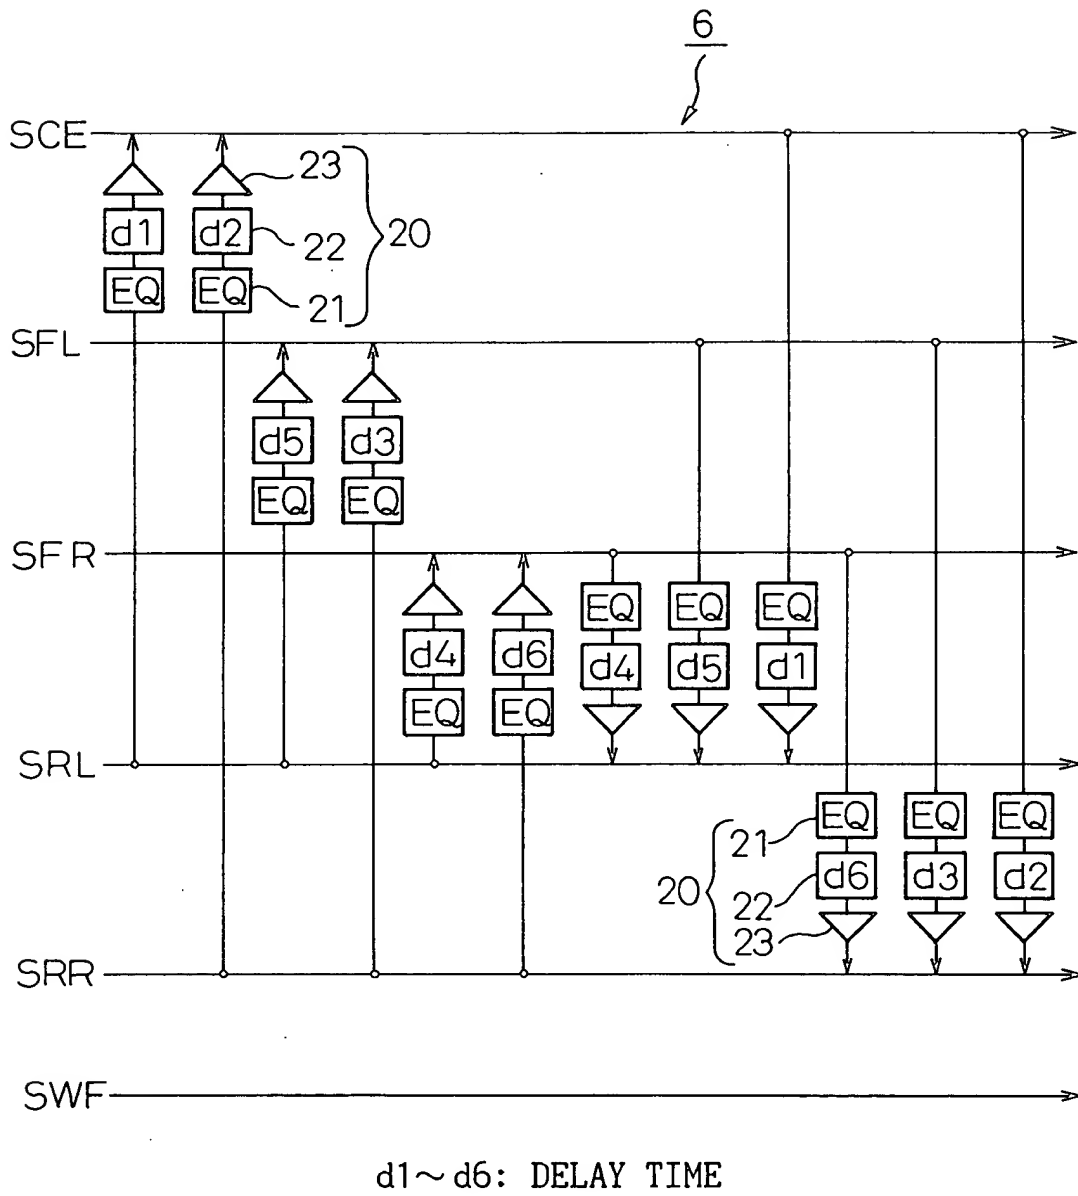 6
SCE
23
d1 d2 22 20
EQ EQ 21
SFL
d5 d3
EQ EQ
SFR
EQ EQ EQ
d4 d6 d4 d5 d1
EQ EQ
SRL
21 EQ EQ EQ
20 22 d6 d3 d2
23
SRR
SWF
d1~d6: DELAY TIME